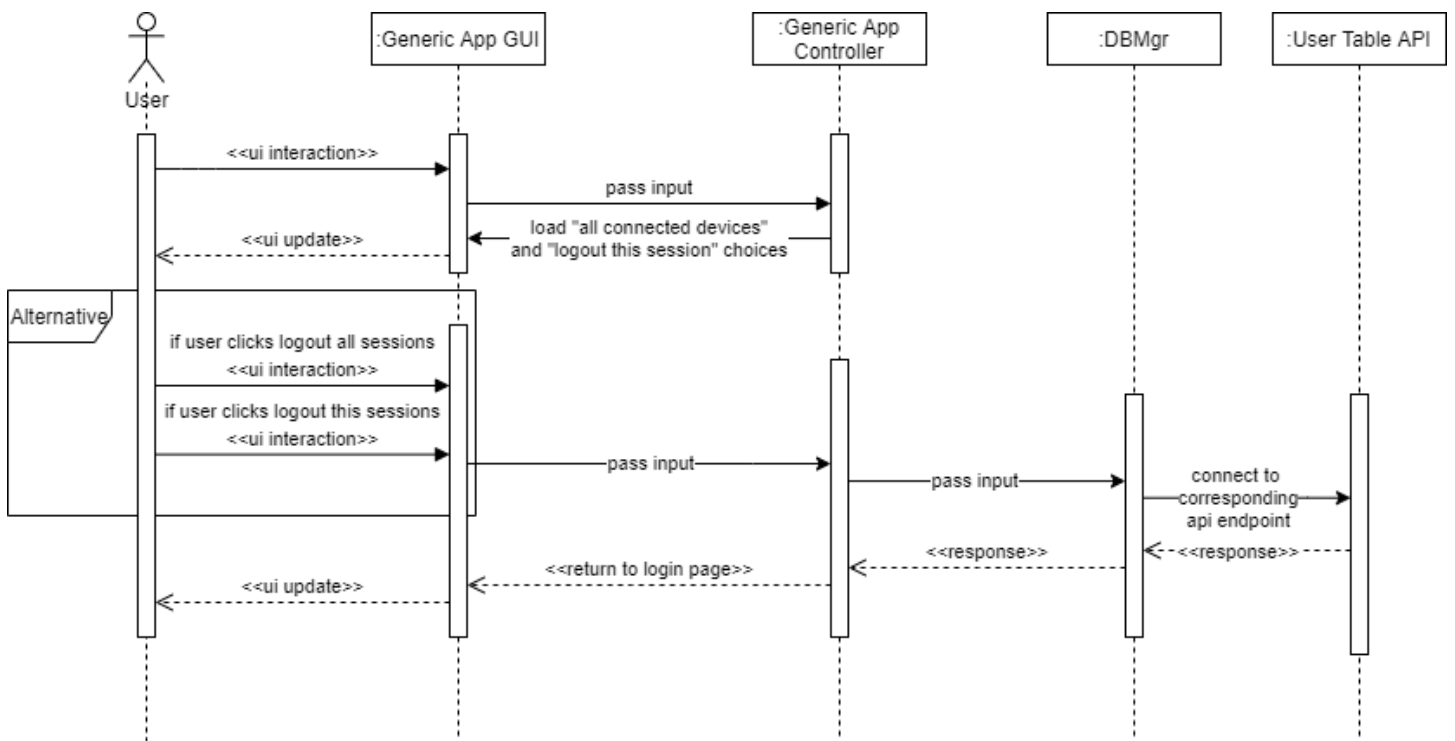 :Generic App GUI
:Generic App
Controller
:DBMgr
:User Table API
User
<<ui interaction>>
pass input
load "all connected devices"
and "logout this session" choices
<<ui update>>
Alternative
if user clicks logout all sessions
<<ui interaction>>
if user clicks logout this sessions
<<ui interaction>>
pass input
pass input
connect to
corresponding
api endpoint
<<response>>
<<response>>
<<return to login page>>
<<ui update>>